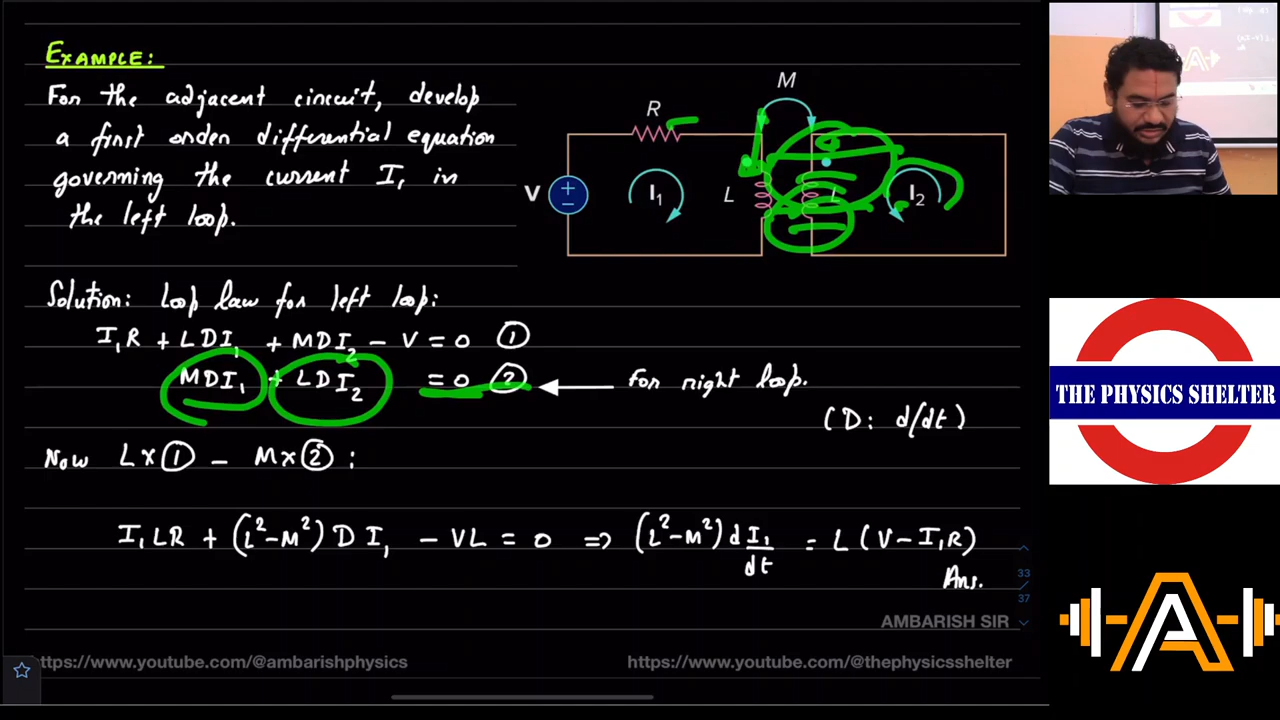 EXAMPLE:
For the adjacent circuit, develop
a first order differential equation
governing the current I₁ in
the left loop.
M
R
V
+
−
I₁
L
L
I₂
Solution: Loop law for left loop:
I₁R + LDI₁ + MDI₂ − V = 0 ①
MDI₁ + LDI₂ = 0 ② ← For right loop.
(D: d/dt)
Now L×① − M×②:
I₁LR + (L²−M²) D I₁ − VL = 0 ⇒ (L²−M²) dI₁/dt = L (V − I₁R)
Ans.
33
/
37
AMBARISH SIR
https://www.youtube.com/@ambarishphysics
https://www.youtube.com/@thephysicsshelter
THE PHYSICS SHELTER
A